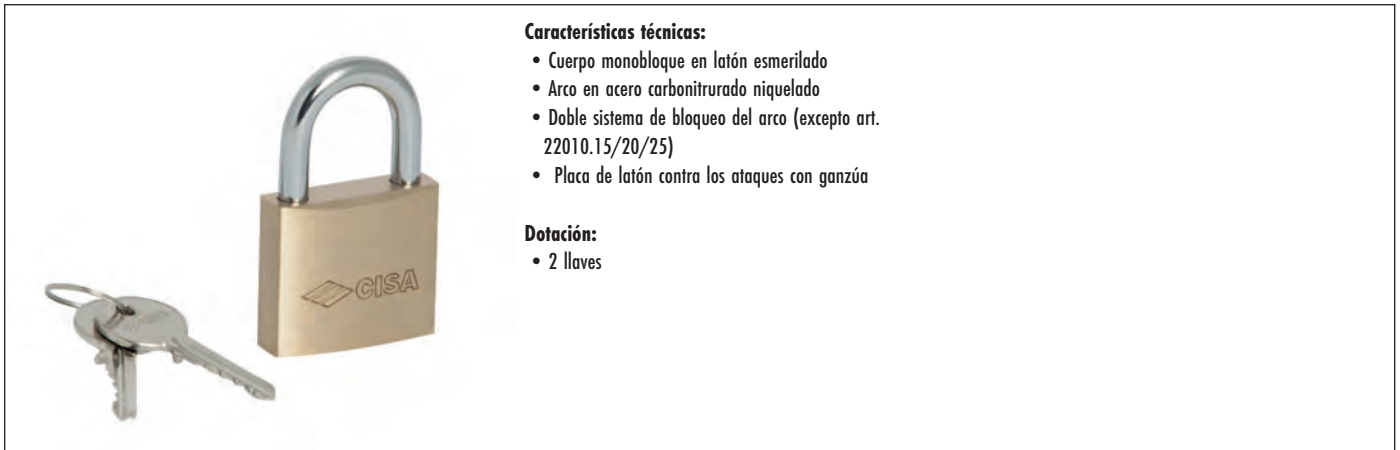 Características técnicas:
• Cuerpo monobloque en latón esmerilado
• Arco en acero carbonitrurado niquelado
• Doble sistema de bloqueo del arco (excepto art.
22010.15/20/25)
• Placa de latón contra los ataques con ganzúa
Dotación:
• 2 llaves
CISA